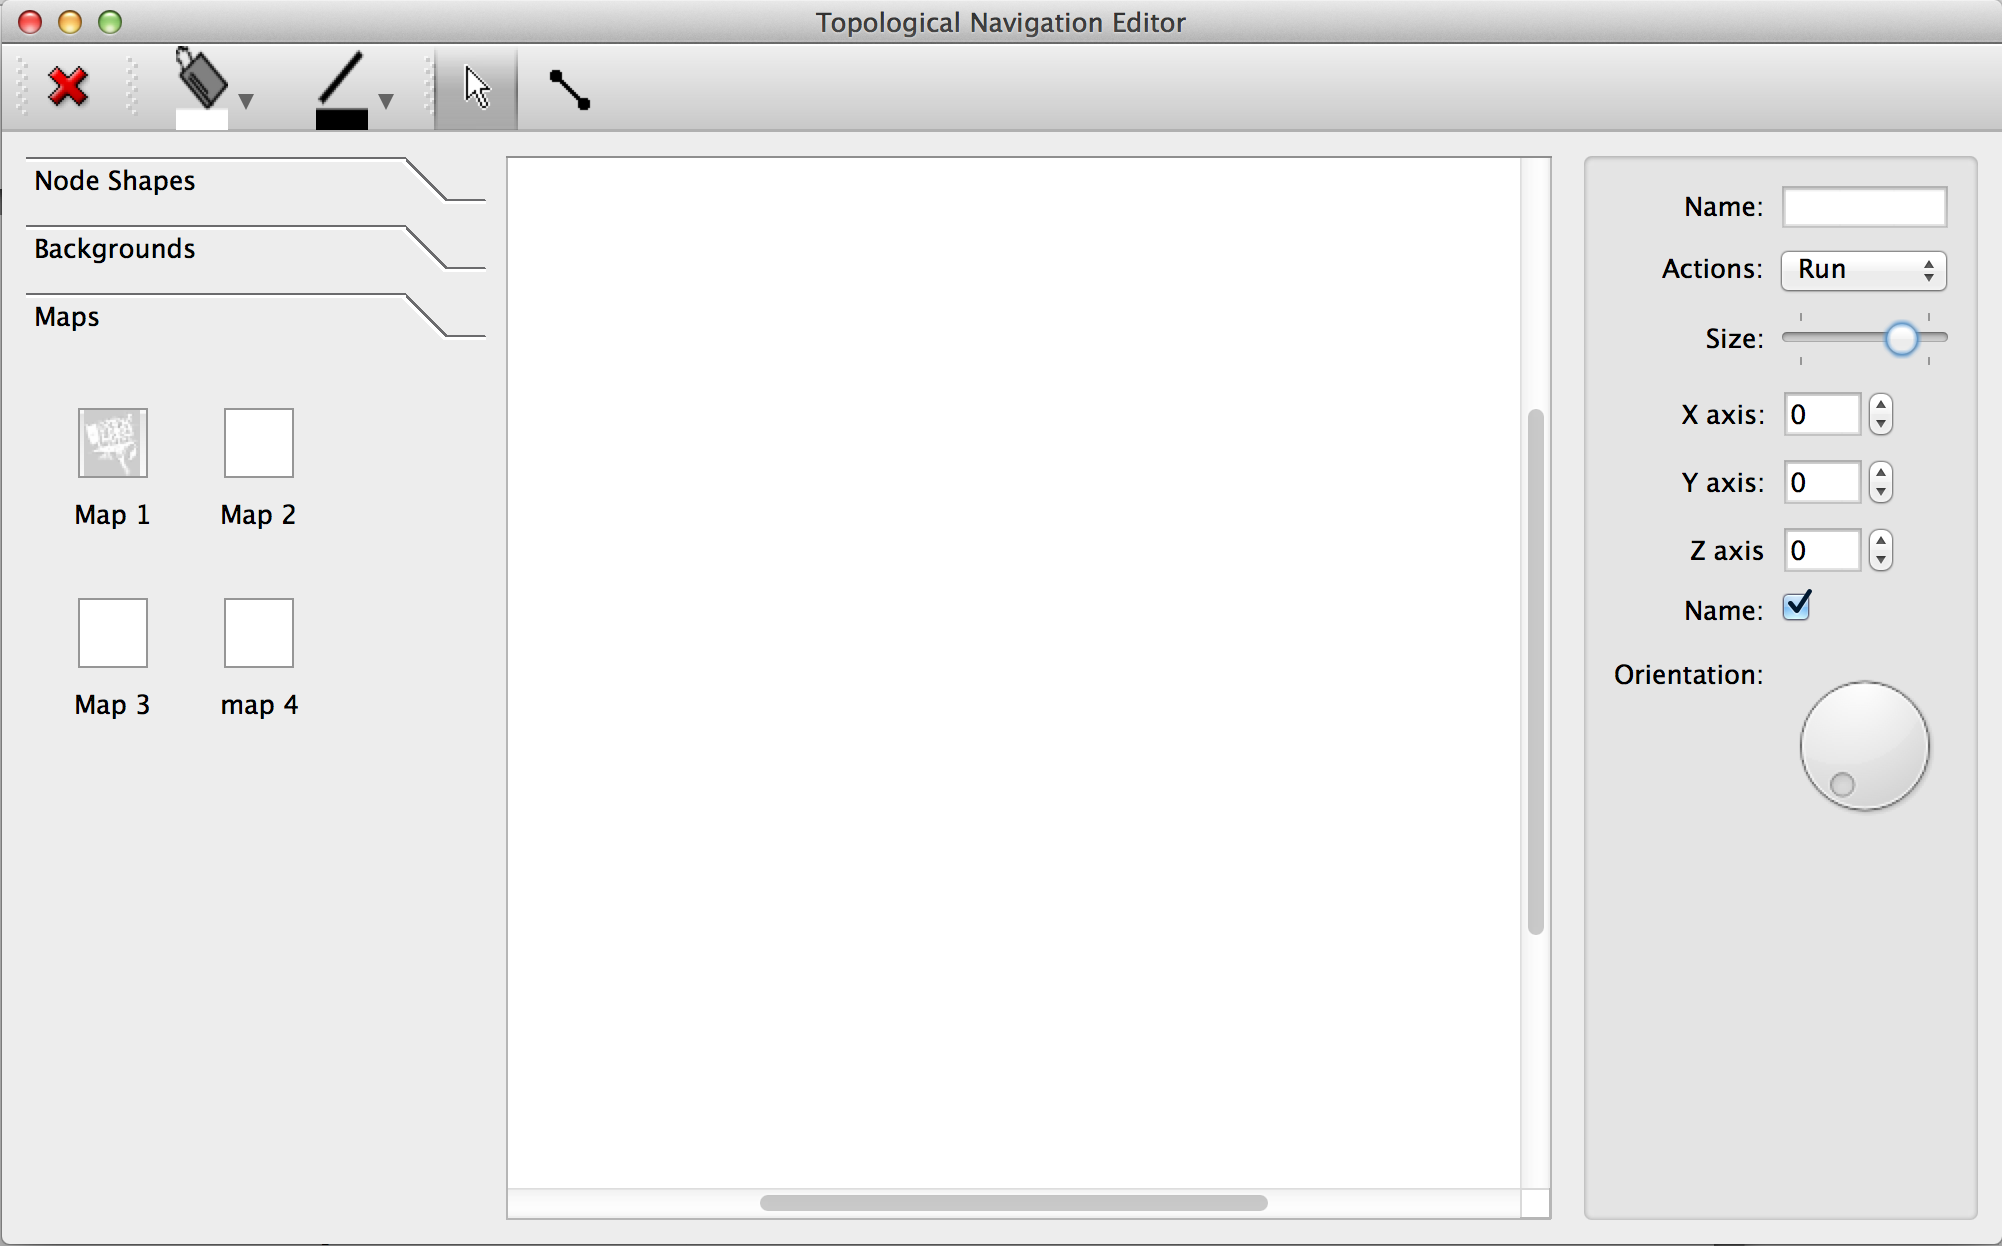 Topological Navigation Editor
Node Shapes
Backgrounds
Maps
Map 1
Map 2
Map 3
map 4
Name:
Actions: Run
Size:
X axis: 0
Y axis: 0
Z axis 0
Name:
Orientation: